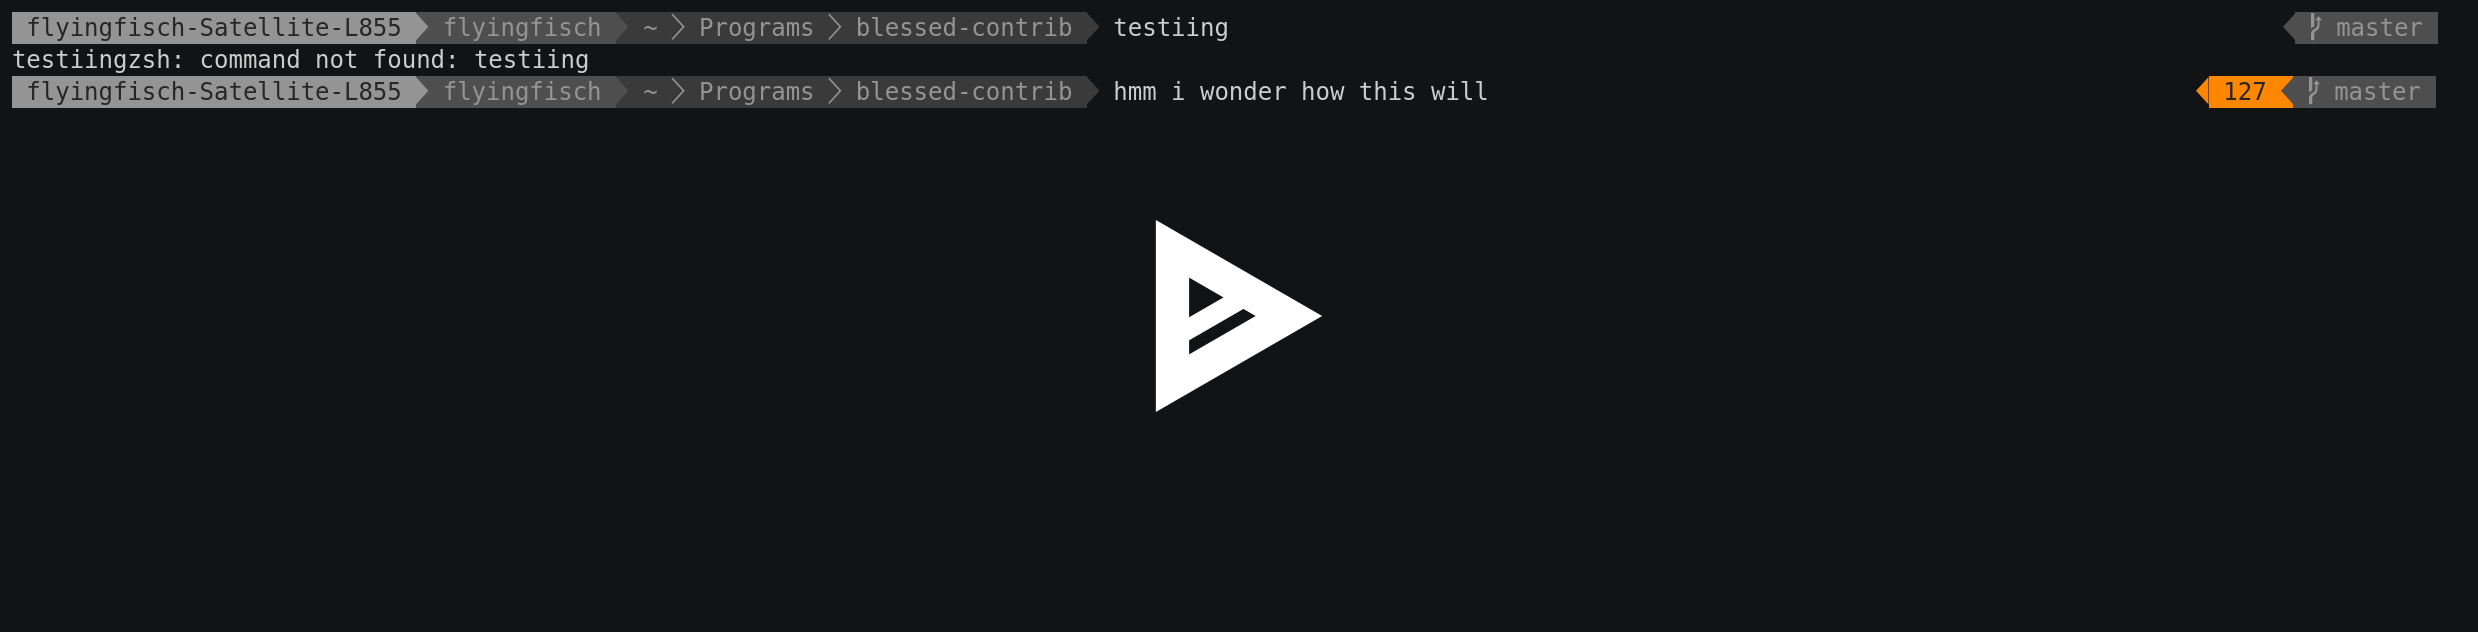 flyingfisch-Satellite-L855 flyingfisch ~ Programs blessed-contrib testiing master
testiingzsh: command not found: testiing
flyingfisch-Satellite-L855 flyingfisch ~ Programs blessed-contrib hmm i wonder how this will 127 master